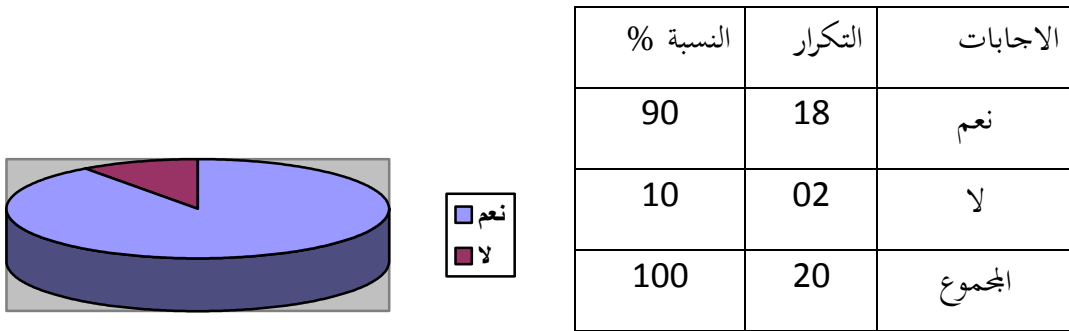 الاجابات التكرار النسبة %
نعم 18 90
لا 02 10
المجموع 20 100
نعم
لا